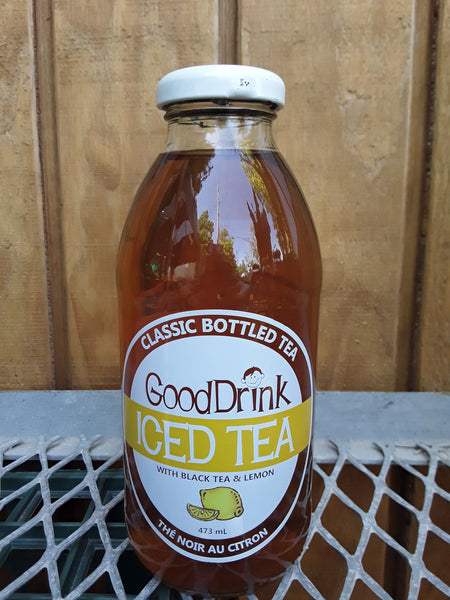 CLASSIC BOTTLED TEA
GoodDrink
ICED TEA
WITH BLACK TEA & LEMON
473 mL
THÉ NOIR AU CITRON